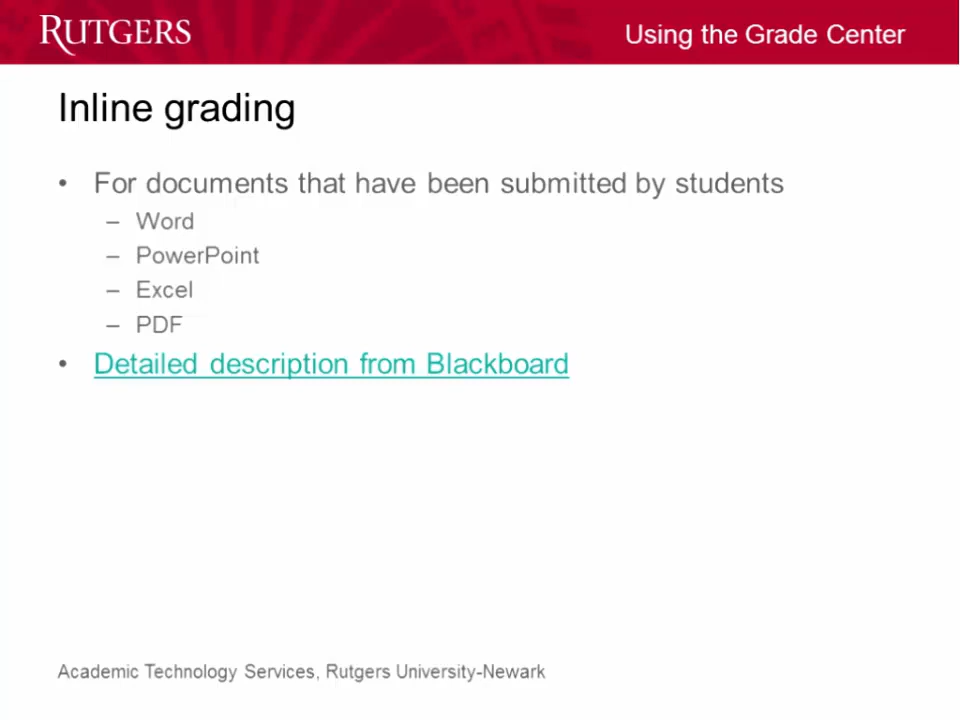 RUTGERS
Using the Grade Center
Inline grading
• For documents that have been submitted by students
– Word
– PowerPoint
– Excel
– PDF
• Detailed description from Blackboard
Academic Technology Services, Rutgers University-Newark